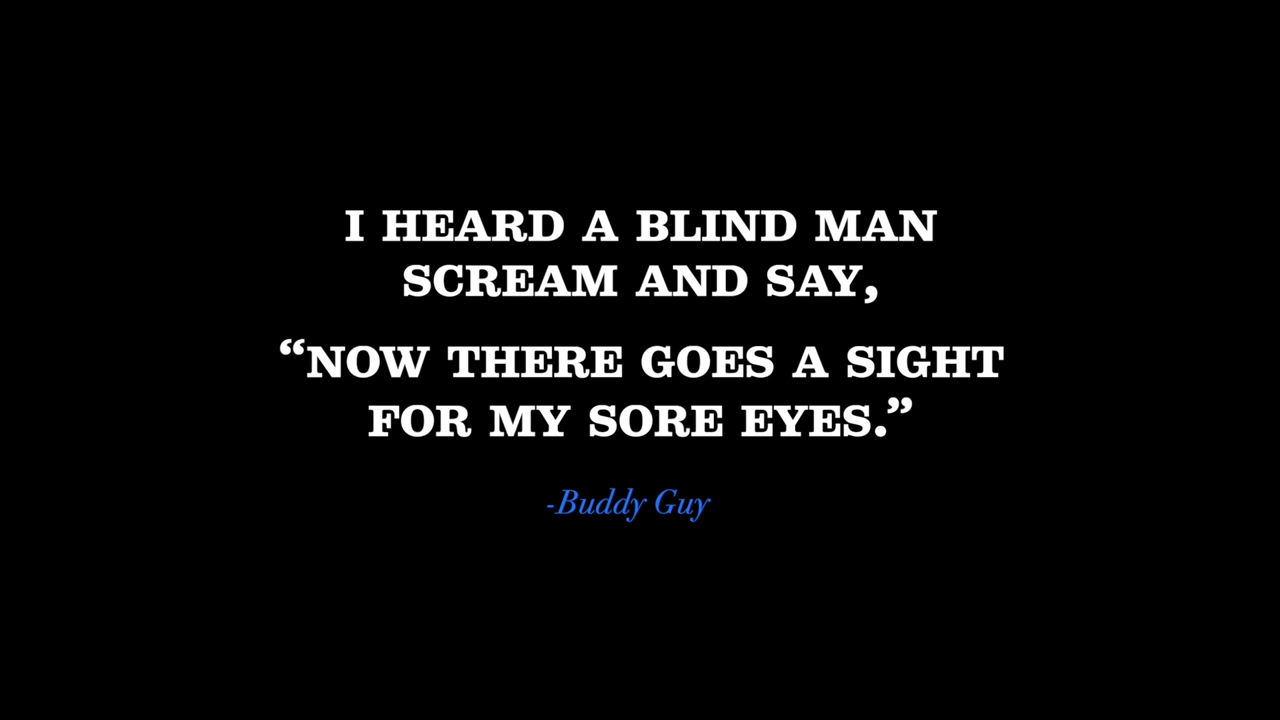 I HEARD A BLIND MAN
SCREAM AND SAY,
“NOW THERE GOES A SIGHT
FOR MY SORE EYES.”
-Buddy Guy